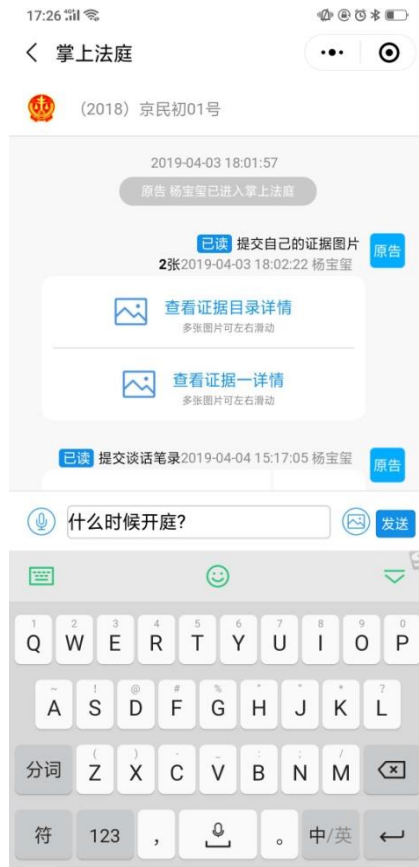 17:26
掌上法庭
（2018）京民初01号
2019-04-03 18:01:57
原告 杨宝玺已进入掌上法庭
已读 提交自己的证据图片
原告
2张2019-04-03 18:02:22 杨宝玺
查看证据目录详情
多张图片可左右滑动
查看证据一详情
多张图片可左右滑动
已读 提交谈话笔录2019-04-04 15:17:05 杨宝玺
原告
什么时候开庭?
发送
1 2 3 4 5 6 7 8 9 0
Q W E R T Y U I O P
~ ! @ # % " ' * ?
A S D F G H J K L
( ) - _ : ; /
分词 Z X C V B N M
符 123 , 。 中/英